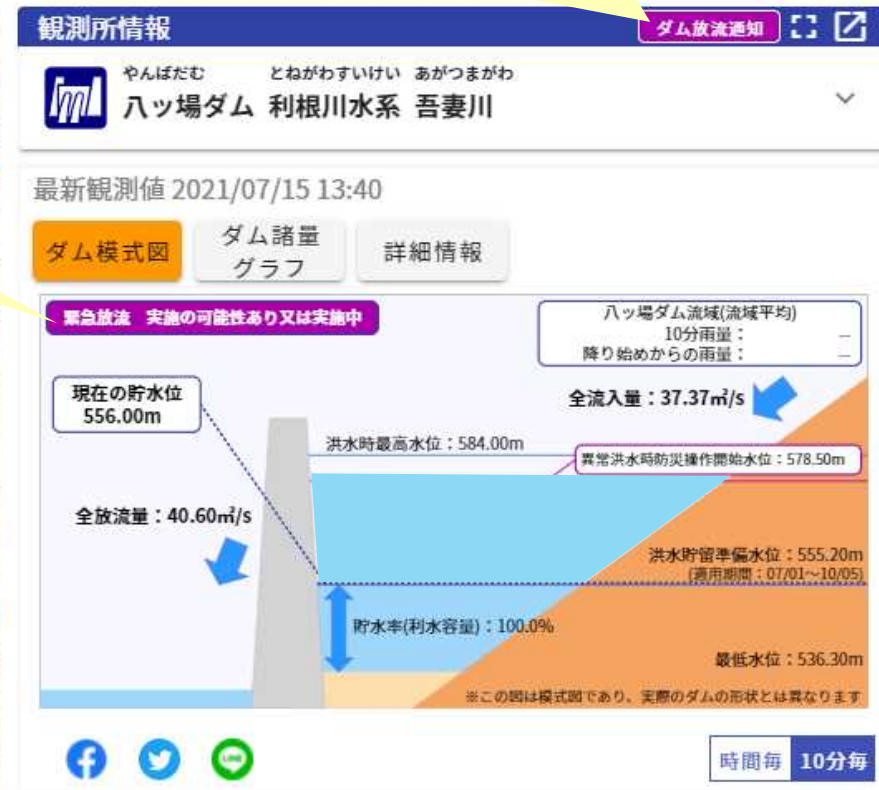 観測所情報
ダム放流通知
やんばだむ とねがわすいけい あがつまがわ
八ッ場ダム 利根川水系 吾妻川
最新観測値 2021/07/15 13:40
ダム模式図
ダム諸量
グラフ
詳細情報
緊急放流 実施の可能性あり又は実施中
八ッ場ダム流域(流域平均)
10分雨量: --
降り始めからの雨量: --
現在の貯水位
556.00m
全流入量:37.37㎥/s
洪水時最高水位:584.00m
異常洪水時防災操作開始水位:578.50m
全放流量:40.60㎥/s
洪水貯留準備水位:555.20m
(適用期間:07/01~10/05)
貯水率(利水容量):100.0%
最低水位:536.30m
※この図は模式図であり、実際のダムの形状とは異なります
LINE
時間毎
10分毎